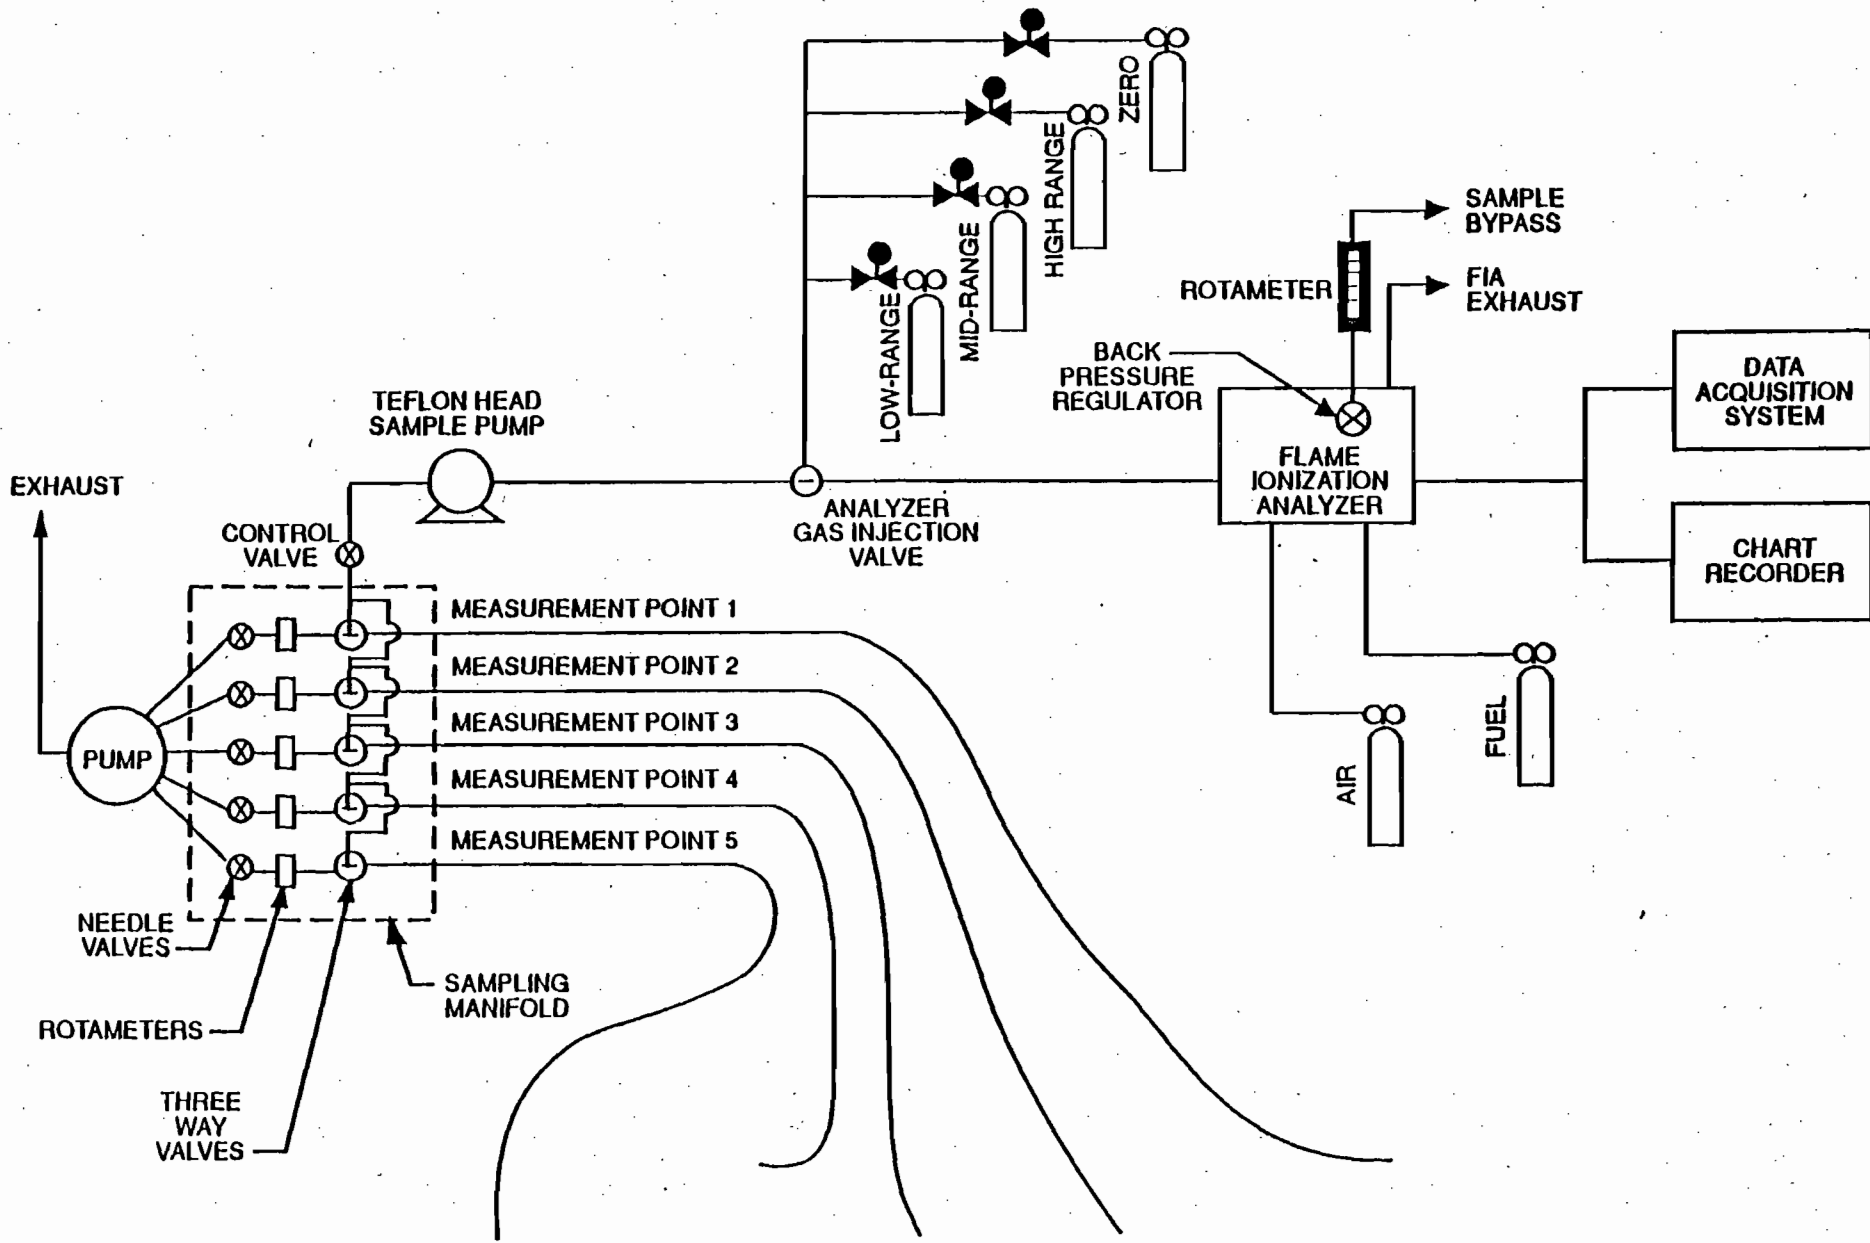 ZERO
HIGH RANGE
MID-RANGE
LOW-RANGE
SAMPLE
BYPASS
ROTAMETER
FIA
EXHAUST
BACK
PRESSURE
REGULATOR
DATA
ACQUISITION
SYSTEM
TEFLON HEAD
SAMPLE PUMP
FLAME
IONIZATION
ANALYZER
EXHAUST
ANALYZER
GAS INJECTION
VALVE
CONTROL
VALVE
CHART
RECORDER
MEASUREMENT POINT 1
MEASUREMENT POINT 2
MEASUREMENT POINT 3
MEASUREMENT POINT 4
MEASUREMENT POINT 5
PUMP
FUEL
AIR
NEEDLE
VALVES
SAMPLING
MANIFOLD
ROTAMETERS
THREE
WAY
VALVES